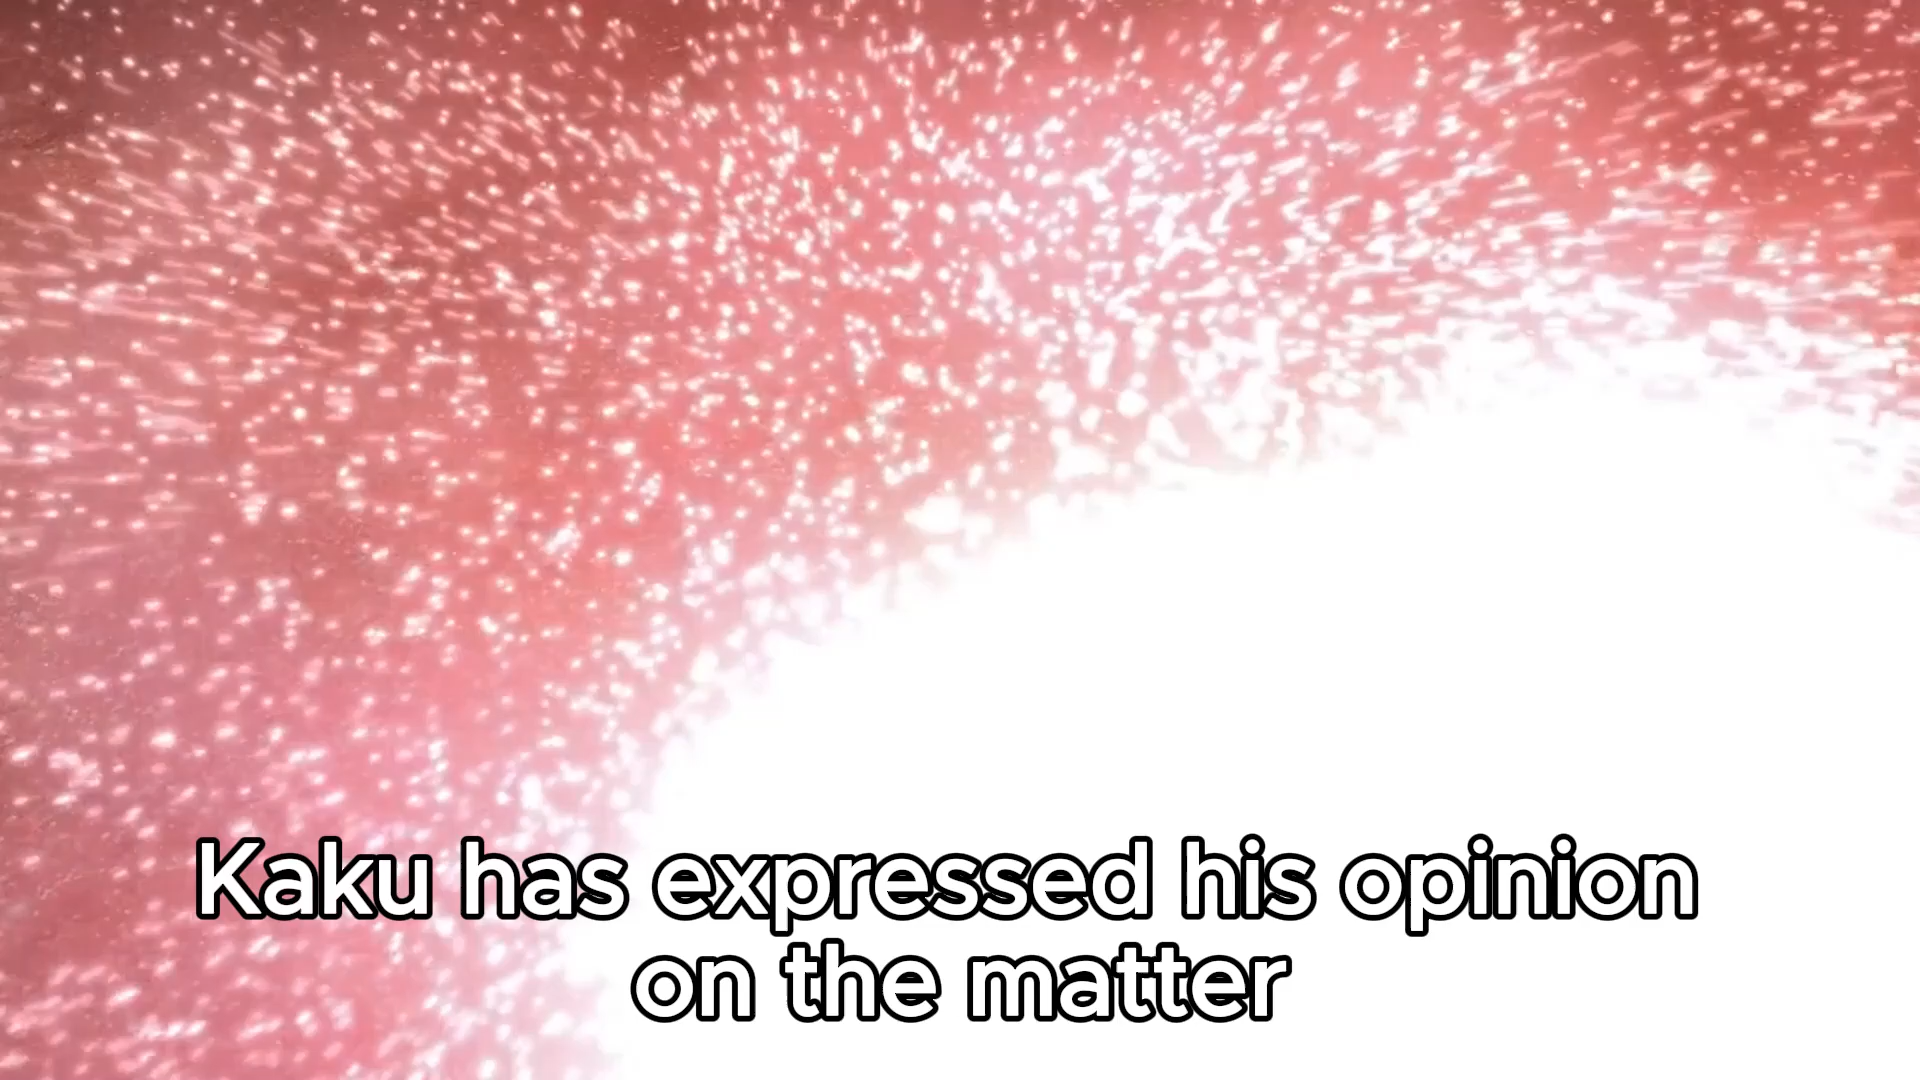 Kaku has expressed his opinion
on the matter